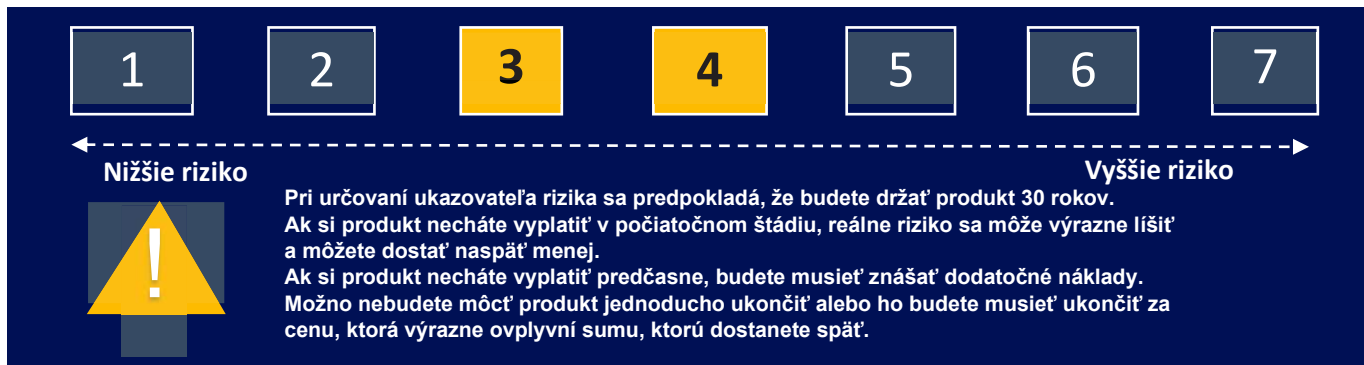 1 2 3 4 5 6 7
Nižšie riziko Vyššie riziko
!
Pri určovaní ukazovateľa rizika sa predpokladá, že budete držať produkt 30 rokov.
Ak si produkt necháte vyplatiť v počiatočnom štádiu, reálne riziko sa môže výrazne líšiť
a môžete dostať naspäť menej.
Ak si produkt necháte vyplatiť predčasne, budete musieť znášať dodatočné náklady.
Možno nebudete môcť produkt jednoducho ukončiť alebo ho budete musieť ukončiť za
cenu, ktorá výrazne ovplyvní sumu, ktorú dostanete späť.